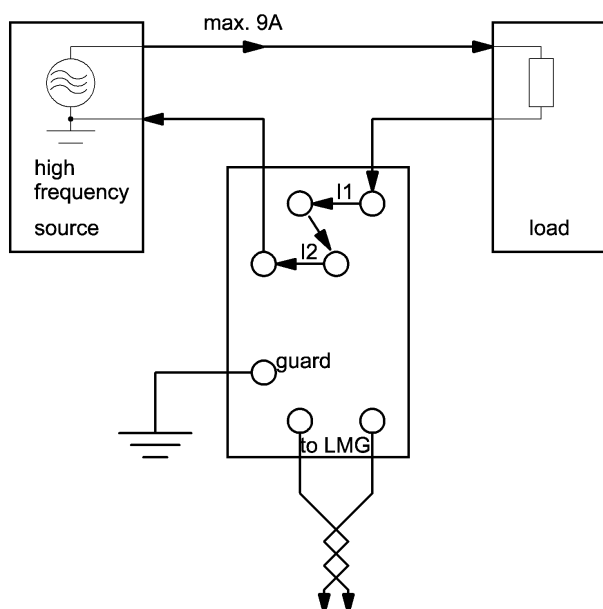 max. 9A
high
frequency
source
load
I1
I2
guard
to LMG